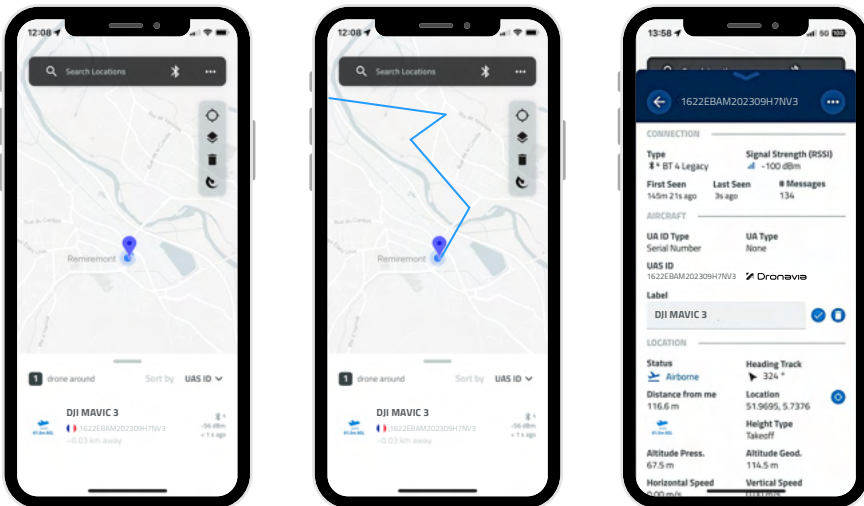 12:08
Search Locations
Remiremont
1 drone around
Sort by UAS ID
DJI MAVIC 3
1622EBAM202309H7NV3
-56 dBm
~0.03 km away
< 1 s ago
12:08
Search Locations
Remiremont
1 drone around
Sort by UAS ID
DJI MAVIC 3
1622EBAM202309H7NV3
-56 dBm
~0.03 km away
< 1 s ago
13:58
5G 100
1622EBAM202309H7NV3
CONNECTION
Type
Signal Strength (RSSI)
4 BT 4 Legacy
-100 dBm
First Seen
Last Seen
# Messages
145m 21s ago
3s ago
134
AIRCRAFT
UA ID Type
UA Type
Serial Number
None
UAS ID
1622EBAM202309H7NV3
Dronavia
Label
DJI MAVIC 3
LOCATION
Status
Heading Track
Airborne
324 °
Distance from me
Location
116.6 m
51.9695, 5.7376
Height Type
Takeoff
Altitude Press.
Altitude Geod.
67.5 m
114.5 m
Horizontal Speed
Vertical Speed
0.00 m/s